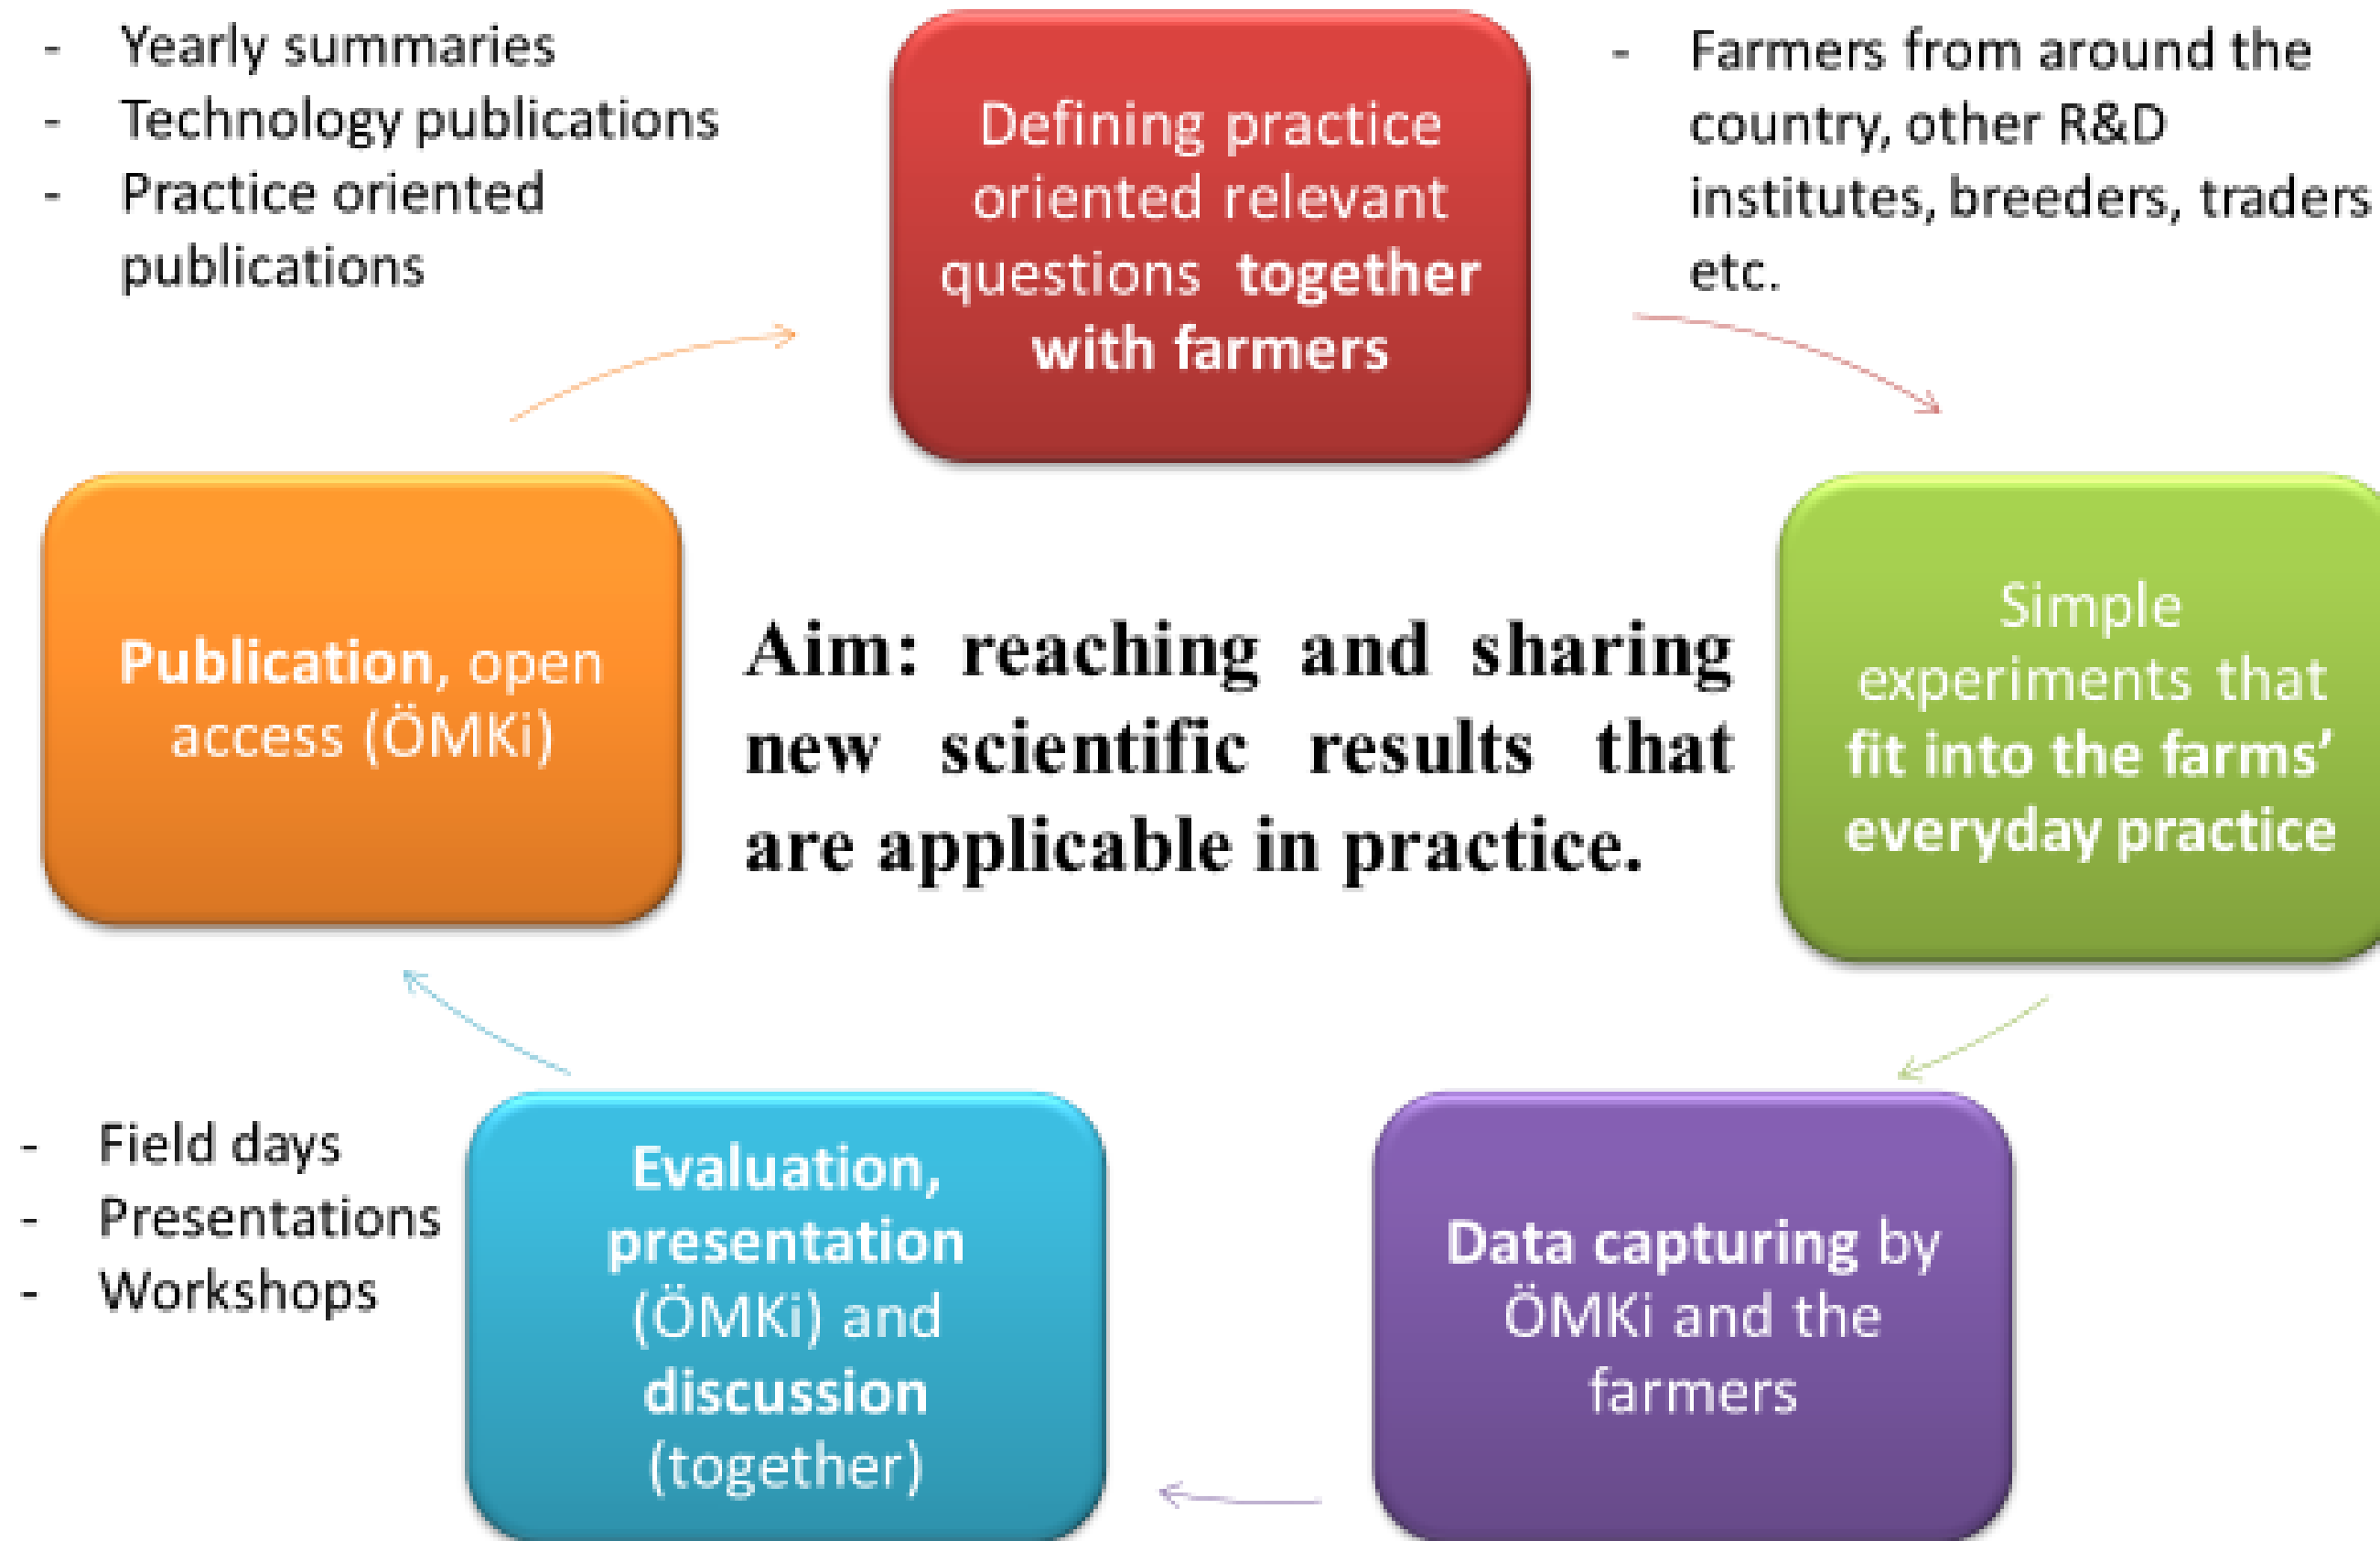 - Yearly summaries
- Technology publications
- Practice oriented
publications
Defining practice
oriented relevant
questions together
with farmers
- Farmers from around the
country, other R&D
institutes, breeders, traders
etc.
Publication, open
access (ÖMKi)
Aim: reaching and sharing
new scientific results that
are applicable in practice.
Simple
experiments that
fit into the farms’
everyday practice
- Field days
- Presentations
- Workshops
Evaluation,
presentation
(ÖMKi) and
discussion
(together)
Data capturing by
ÖMKi and the
farmers